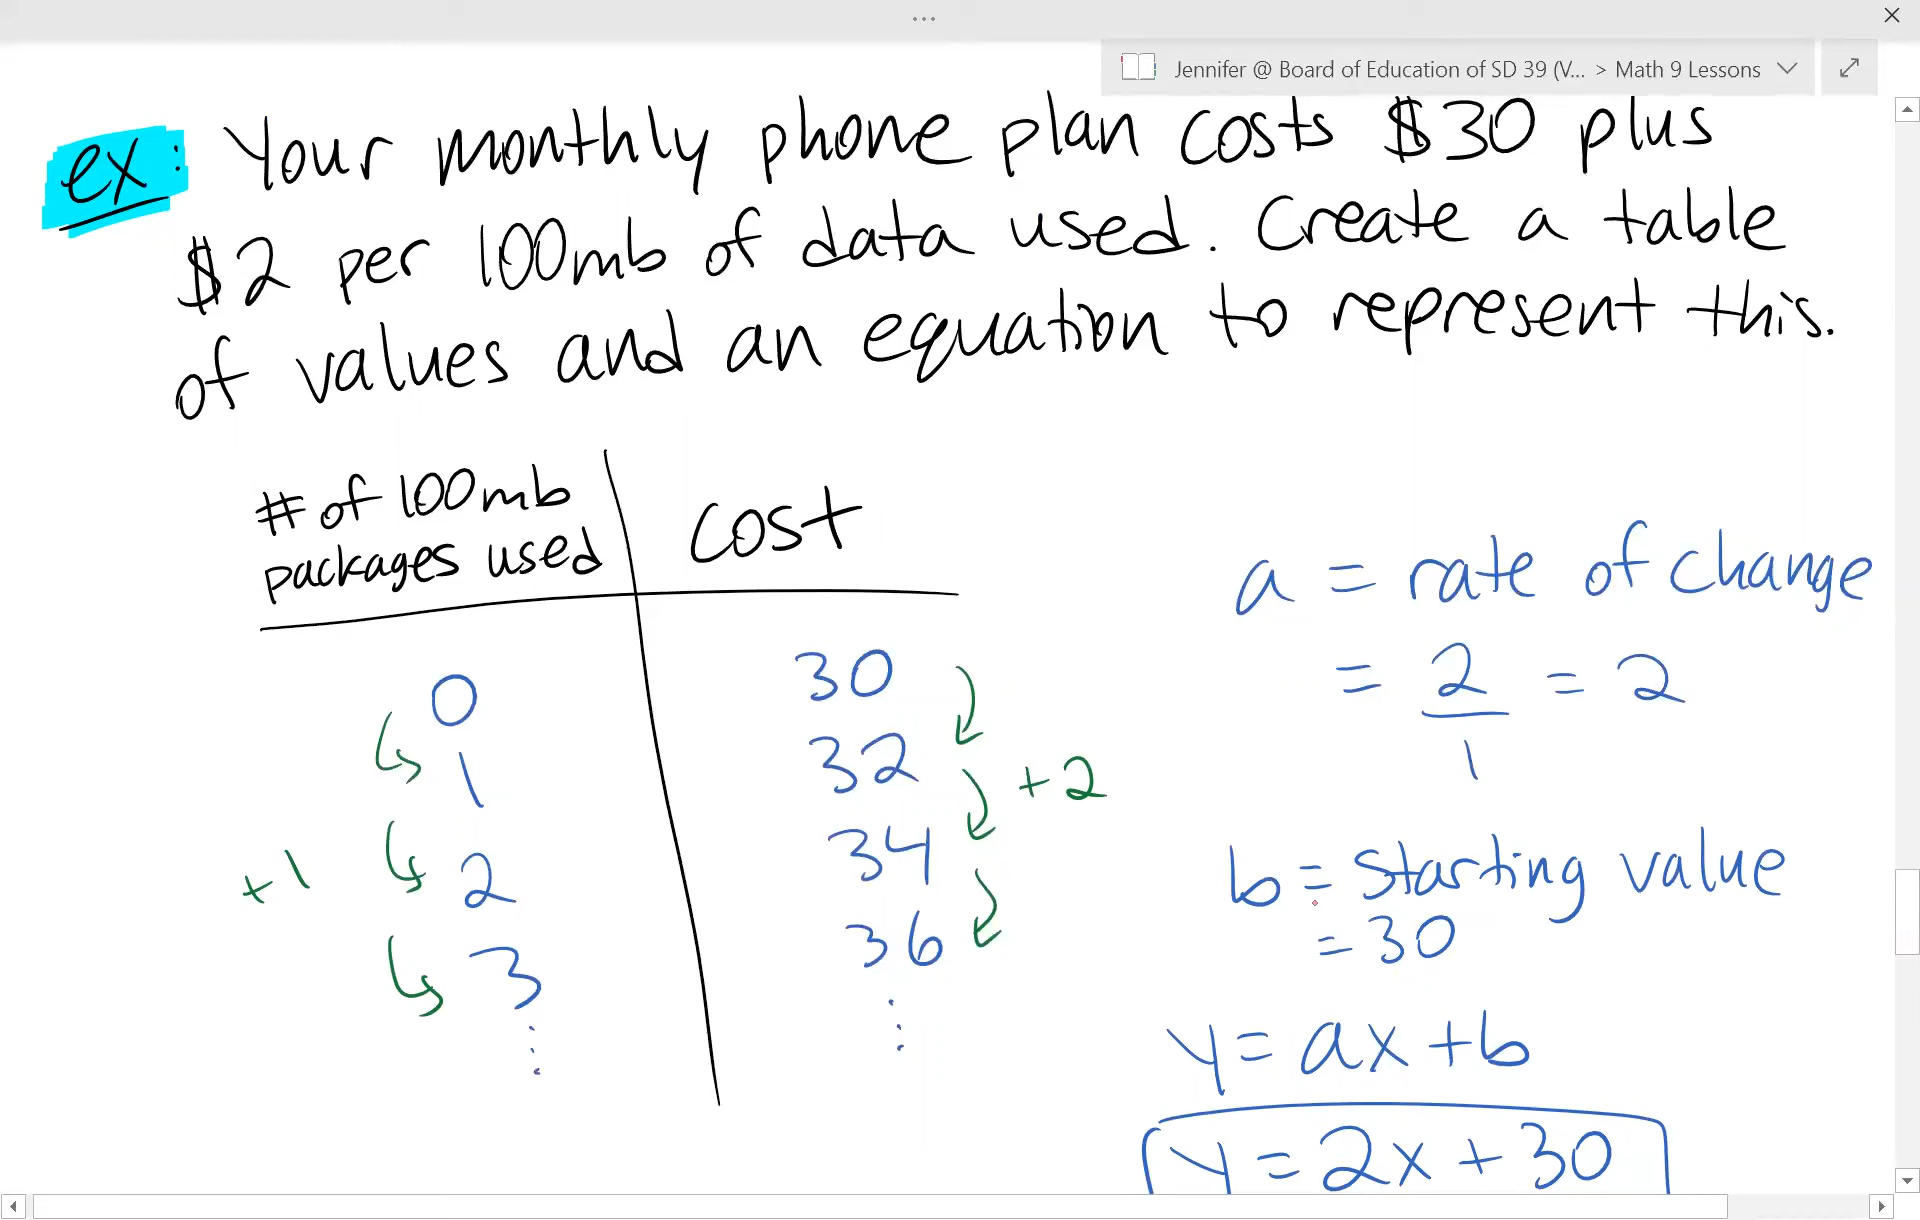 Jennifer @ Board of Education of SD 39 (V... > Math 9 Lessons
ex: Your monthly phone plan costs $30 plus
$2 per 100mb of data used. Create a table
of values and an equation to represent this.
# of 100mb
packages used
cost
0
1
2
3
⋮
+1
30
32
34
36
⋮
+2
a = rate of change
= 2/1 = 2
b = starting value
= 30
y = ax + b
y = 2x + 30